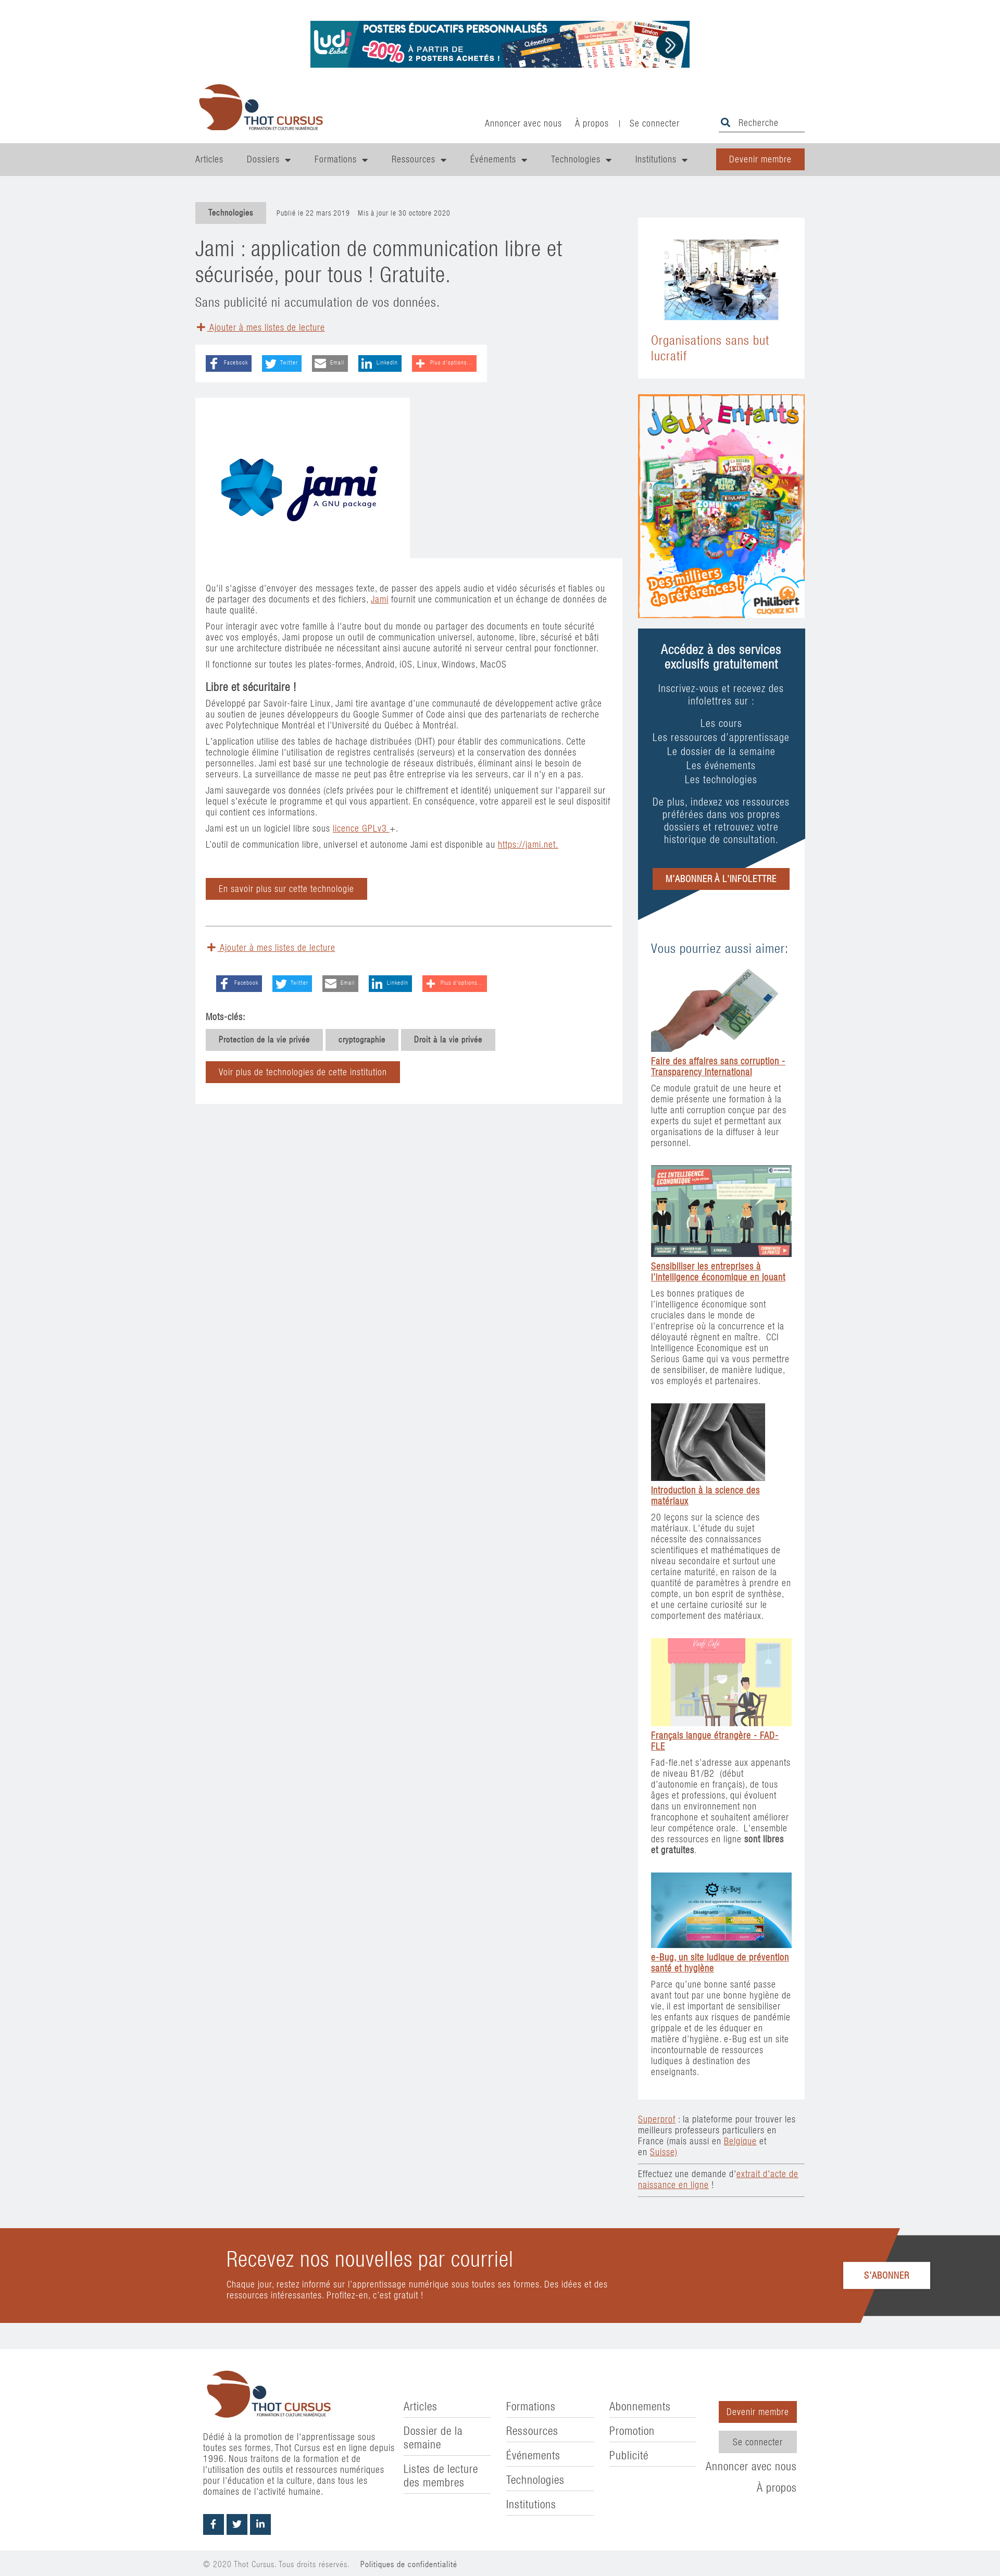 Ludi Label
POSTERS ÉDUCATIFS PERSONNALISÉS
-20% À PARTIR DE
2 POSTERS ACHETÉS !
THOT CURSUS
FORMATION ET CULTURE NUMÉRIQUE
Annoncer avec nous À propos | Se connecter Recherche
Articles Dossiers Formations Ressources Événements Technologies Institutions Devenir membre
Technologies Publié le 22 mars 2019 Mis à jour le 30 octobre 2020
Jami : application de communication libre et
sécurisée, pour tous ! Gratuite.
Sans publicité ni accumulation de vos données.
Ajouter à mes listes de lecture
Facebook Twitter Email LinkedIn Plus d'options...
jami
A GNU package
Qu'il s'agisse d'envoyer des messages texte, de passer des appels audio et vidéo sécurisés et fiables ou
de partager des documents et des fichiers, Jami fournit une communication et un échange de données de
haute qualité.
Pour interagir avec votre famille à l'autre bout du monde ou partager des documents en toute sécurité
avec vos employés, Jami propose un outil de communication universel, autonome, libre, sécurisé et bâti
sur une architecture distribuée ne nécessitant ainsi aucune autorité ni serveur central pour fonctionner.
Il fonctionne sur toutes les plates-formes, Android, iOS, Linux, Windows, MacOS
Libre et sécuritaire !
Développé par Savoir-faire Linux, Jami tire avantage d'une communauté de développement active grâce
au soutien de jeunes développeurs du Google Summer of Code ainsi que des partenariats de recherche
avec Polytechnique Montréal et l'Université du Québec à Montréal.
L'application utilise des tables de hachage distribuées (DHT) pour établir des communications. Cette
technologie élimine l'utilisation de registres centralisés (serveurs) et la conservation des données
personnelles. Jami est basé sur une technologie de réseaux distribués, éliminant ainsi le besoin de
serveurs. La surveillance de masse ne peut pas être entreprise via les serveurs, car il n'y en a pas.
Jami sauvegarde vos données (clefs privées pour le chiffrement et identité) uniquement sur l'appareil sur
lequel s'exécute le programme et qui vous appartient. En conséquence, votre appareil est le seul dispositif
qui contient ces informations.
Jami est un un logiciel libre sous licence GPLv3 +.
L'outil de communication libre, universel et autonome Jami est disponible au https://jami.net.
En savoir plus sur cette technologie
Ajouter à mes listes de lecture
Facebook Twitter Email LinkedIn Plus d'options...
Mots-clés:
Protection de la vie privée cryptographie Droit à la vie privée
Voir plus de technologies de cette institution
Organisations sans but
lucratif
Jeux Enfants
Des milliers
de références !
Philibert
CLIQUEZ ICI !
Accédez à des services
exclusifs gratuitement
Inscrivez-vous et recevez des
infolettres sur :
Les cours
Les ressources d'apprentissage
Le dossier de la semaine
Les événements
Les technologies
De plus, indexez vos ressources
préférées dans vos propres
dossiers et retrouvez votre
historique de consultation.
M'ABONNER À L'INFOLETTRE
Vous pourriez aussi aimer:
Faire des affaires sans corruption -
Transparency International
Ce module gratuit de une heure et
demie présente une formation à la
lutte anti corruption conçue par des
experts du sujet et permettant aux
organisations de la diffuser à leur
personnel.
CCI INTELLIGENCE
ECONOMIQUE
Sensibiliser les entreprises à
l'intelligence économique en jouant
Les bonnes pratiques de
l'intelligence économique sont
cruciales dans le monde de
l'entreprise où la concurrence et la
déloyauté règnent en maître. CCI
Intelligence Economique est un
Serious Game qui va vous permettre
de sensibiliser, de manière ludique,
vos employés et partenaires.
Introduction à la science des
matériaux
20 leçons sur la science des
matériaux. L'étude du sujet
nécessite des connaissances
scientifiques et mathématiques de
niveau secondaire et surtout une
certaine maturité, en raison de la
quantité de paramètres à prendre en
compte, un bon esprit de synthèse,
et une certaine curiosité sur le
comportement des matériaux.
Français langue étrangère - FAD-
FLE
Fad-fle.net s'adresse aux appenants
de niveau B1/B2 (début
d'autonomie en français), de tous
âges et professions, qui évoluent
dans un environnement non
francophone et souhaitent améliorer
leur compétence orale. L'ensemble
des ressources en ligne sont libres
et gratuites.
e-Bug
e-Bug, un site ludique de prévention
santé et hygiène
Parce qu'une bonne santé passe
avant tout par une bonne hygiène de
vie, il est important de sensibiliser
les enfants aux risques de pandémie
grippale et de les éduquer en
matière d'hygiène. e-Bug est un site
incontournable de ressources
ludiques à destination des
enseignants.
Superprof : la plateforme pour trouver les
meilleurs professeurs particuliers en
France (mais aussi en Belgique et
en Suisse)
Effectuez une demande d'extrait d'acte de
naissance en ligne !
Recevez nos nouvelles par courriel
Chaque jour, restez informé sur l'apprentissage numérique sous toutes ses formes. Des idées et des
ressources intéressantes. Profitez-en, c'est gratuit !
S'ABONNER
THOT CURSUS
FORMATION ET CULTURE NUMÉRIQUE
Dédié à la promotion de l'apprentissage sous
toutes ses formes, Thot Cursus est en ligne depuis
1996. Nous traitons de la formation et de
l'utilisation des outils et ressources numériques
pour l'éducation et la culture, dans tous les
domaines de l'activité humaine.
Articles
Dossier de la
semaine
Listes de lecture
des membres
Formations
Ressources
Événements
Technologies
Institutions
Abonnements
Promotion
Publicité
Devenir membre
Se connecter
Annoncer avec nous
À propos
© 2020 Thot Cursus. Tous droits réservés. Politiques de confidentialité